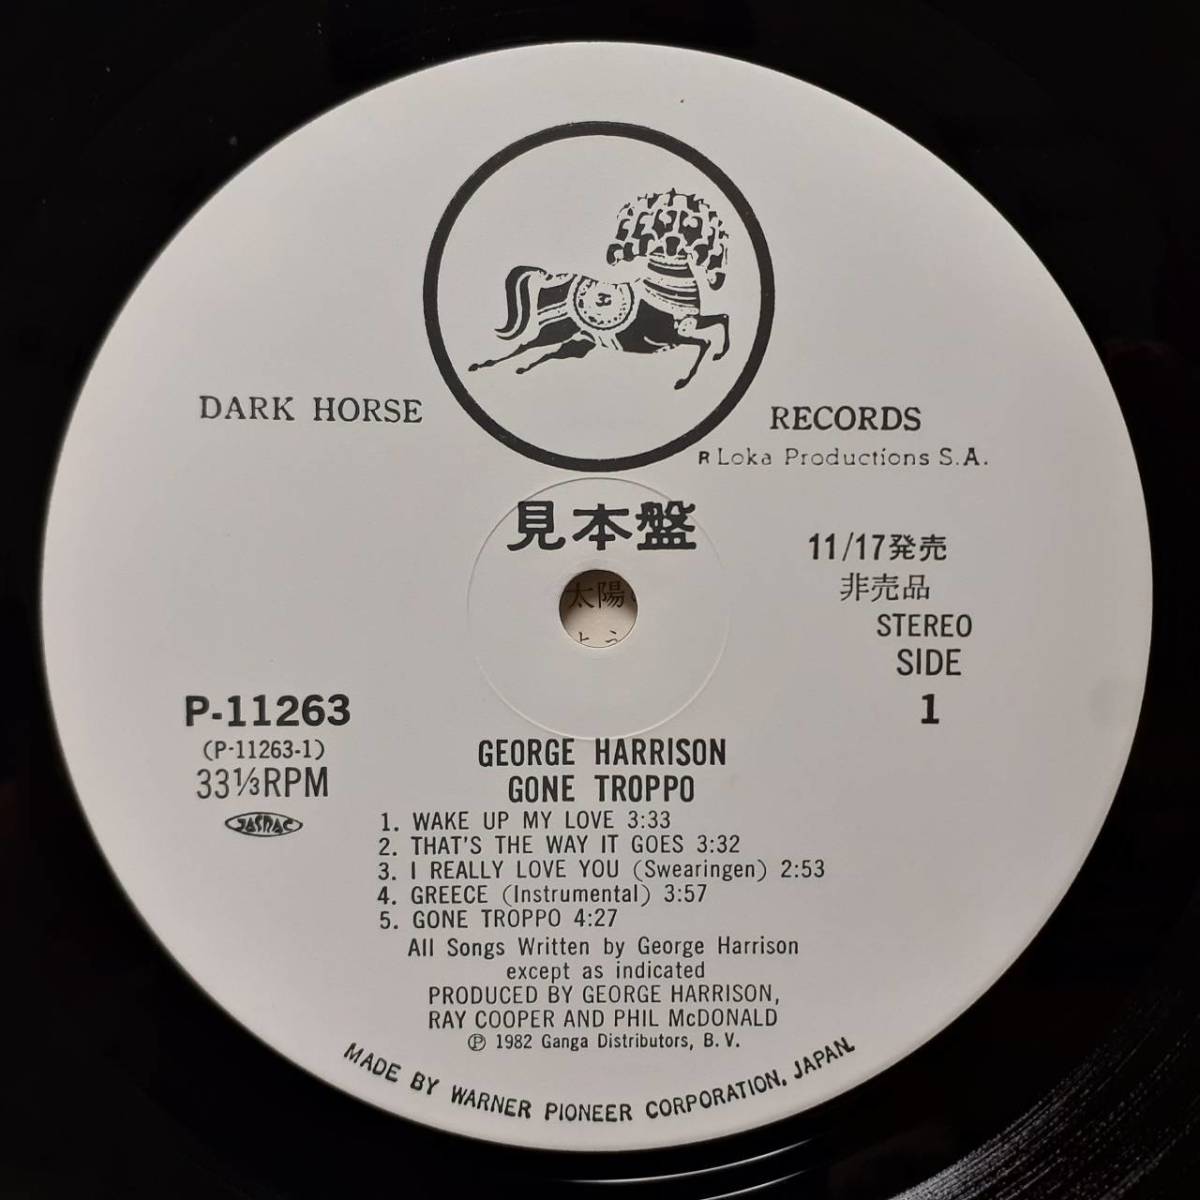 DARK HORSE RECORDS
R Loka Productions S.A.
見本盤
11/17発売
非売品
太陽
STEREO
SIDE
1
P-11263
(P-11263-1)
33⅓RPM
JASRAC
GEORGE HARRISON
GONE TROPPO
1. WAKE UP MY LOVE 3:33
2. THAT'S THE WAY IT GOES 3:32
3. I REALLY LOVE YOU (Swearingen) 2:53
4. GREECE (Instrumental) 3:57
5. GONE TROPPO 4:27
All Songs Written by George Harrison
except as indicated
PRODUCED BY GEORGE HARRISON,
RAY COOPER AND PHIL McDONALD
℗ 1982 Ganga Distributors, B.V.
MADE BY WARNER PIONEER CORPORATION, JAPAN.